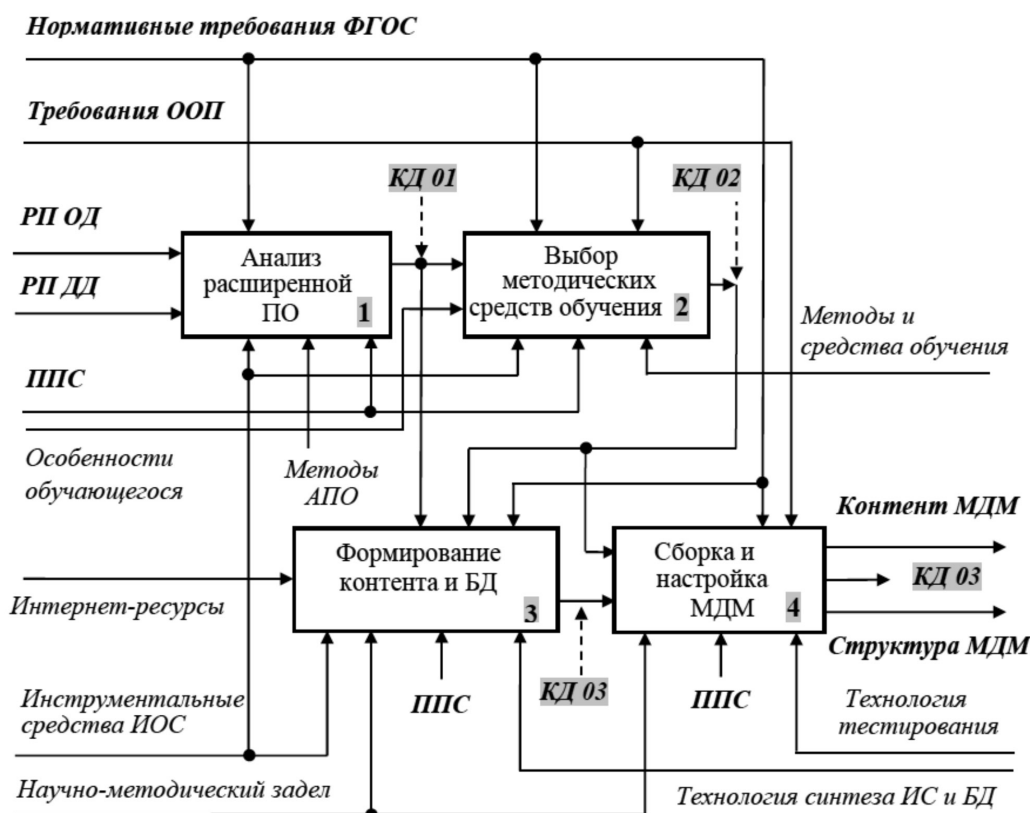 Нормативные требования ФГОС
Требования ООП
КД 01
КД 02
РП ОД
РП ДД
Анализ
расширенной
ПО
1
Выбор
методических
средств обучения
2
Методы и
средства обучения
ППС
Особенности
обучающегося
Методы
АПО
Контент МДМ
Формирование
контента и БД
3
Сборка и
настройка
МДМ
4
КД 03
Интернет-ресурсы
Структура МДМ
КД 03
ППС
ППС
Инструментальные
средства ИОС
Технология
тестирования
Научно-методический задел
Технология синтеза ИС и БД